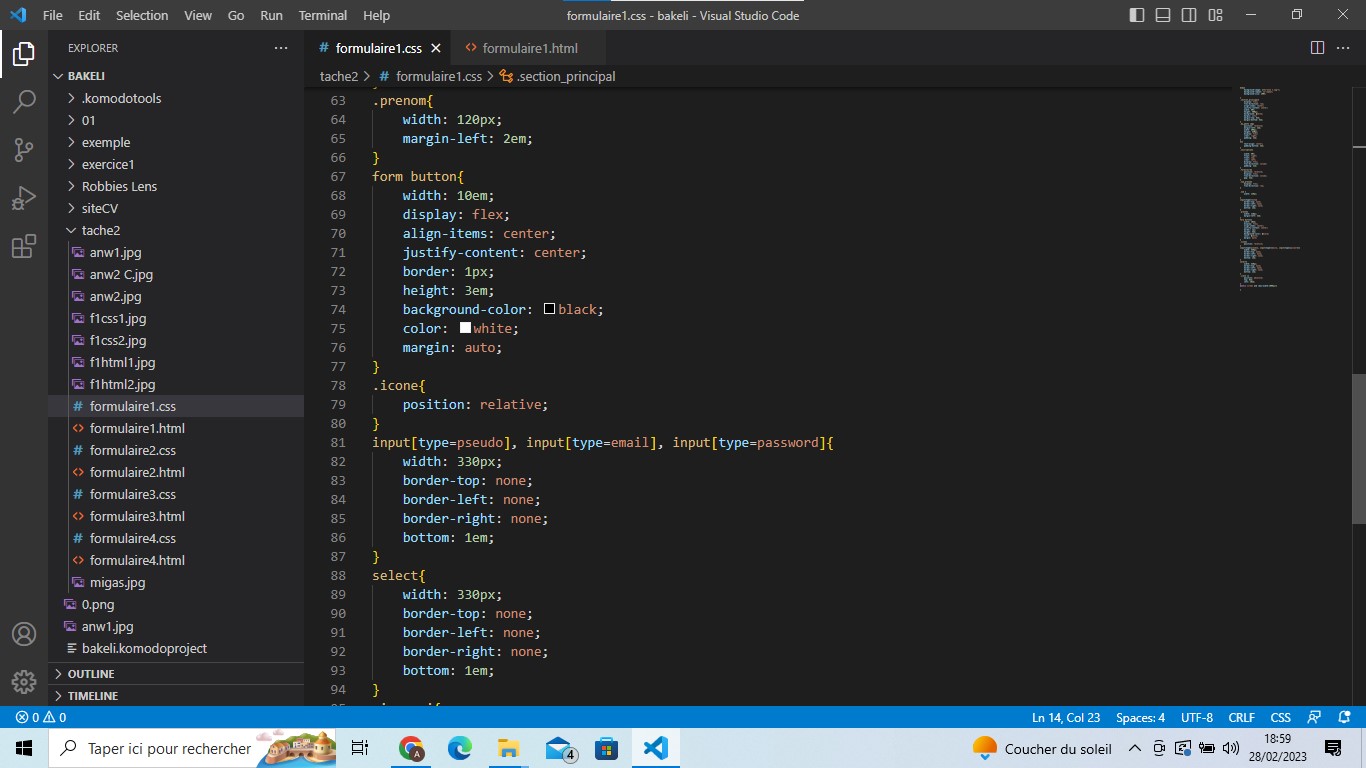 File Edit Selection View Go Run Terminal Help
formulaire1.css - bakeli - Visual Studio Code
EXPLORER
BAKELI
.komodotools
01
exemple
exercice1
Robbies Lens
siteCV
tache2
anw1.jpg
anw2 C.jpg
anw2.jpg
f1css1.jpg
f1css2.jpg
f1html1.jpg
f1html2.jpg
formulaire1.css
formulaire1.html
formulaire2.css
formulaire2.html
formulaire3.css
formulaire3.html
formulaire4.css
formulaire4.html
migas.jpg
0.png
anw1.jpg
bakeli.komodoproject
OUTLINE
TIMELINE
# formulaire1.css
formulaire1.html
tache2 > # formulaire1.css > .section_principal
63 .prenom{
64 width: 120px;
65 margin-left: 2em;
66 }
67 form button{
68 width: 10em;
69 display: flex;
70 align-items: center;
71 justify-content: center;
72 border: 1px;
73 height: 3em;
74 background-color: black;
75 color: white;
76 margin: auto;
77 }
78 .icone{
79 position: relative;
80 }
81 input[type=pseudo], input[type=email], input[type=password]{
82 width: 330px;
83 border-top: none;
84 border-left: none;
85 border-right: none;
86 bottom: 1em;
87 }
88 select{
89 width: 330px;
90 border-top: none;
91 border-left: none;
92 border-right: none;
93 bottom: 1em;
94 }
0 0
Ln 14, Col 23 Spaces: 4 UTF-8 CRLF CSS
Taper ici pour rechercher
A
4
Coucher du soleil
18:59
28/02/2023